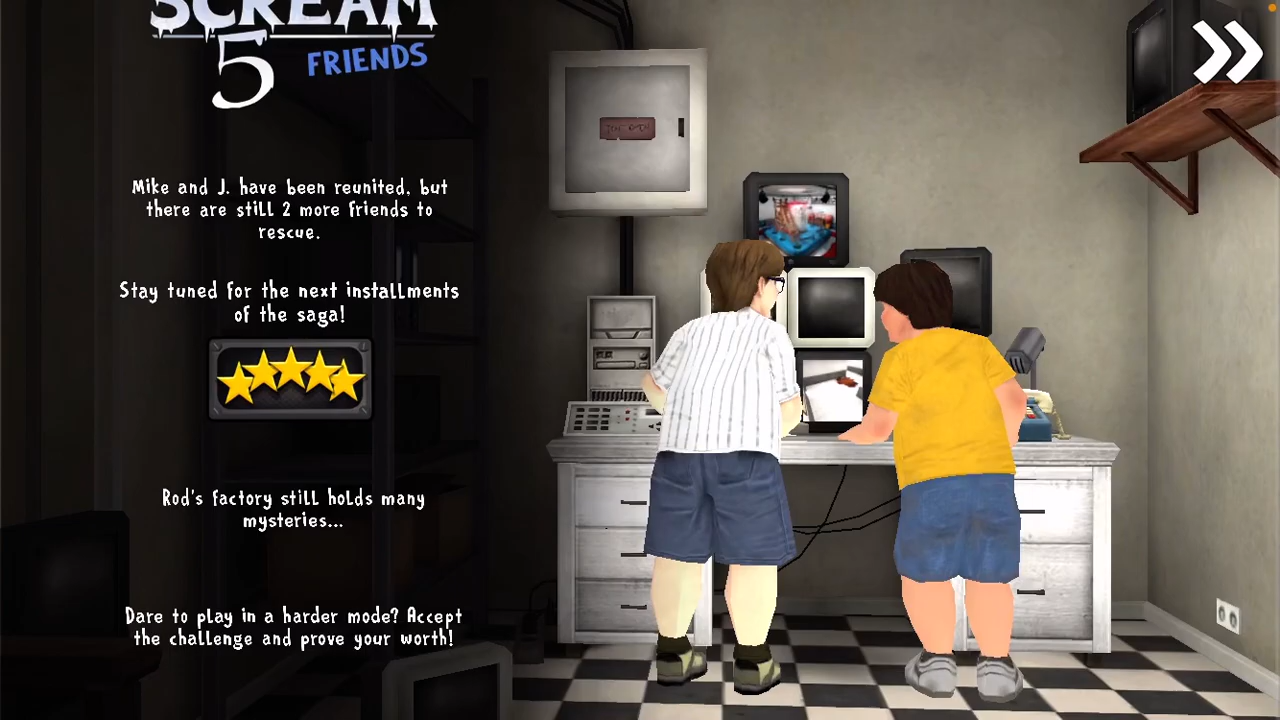 SCREAM
5 FRIENDS
Mike and J. have been reunited, but
there are still 2 more friends to
rescue.
Stay tuned for the next installments
of the saga!
Rod's factory still holds many
mysteries...
Dare to play in a harder mode? Accept
the challenge and prove your worth!